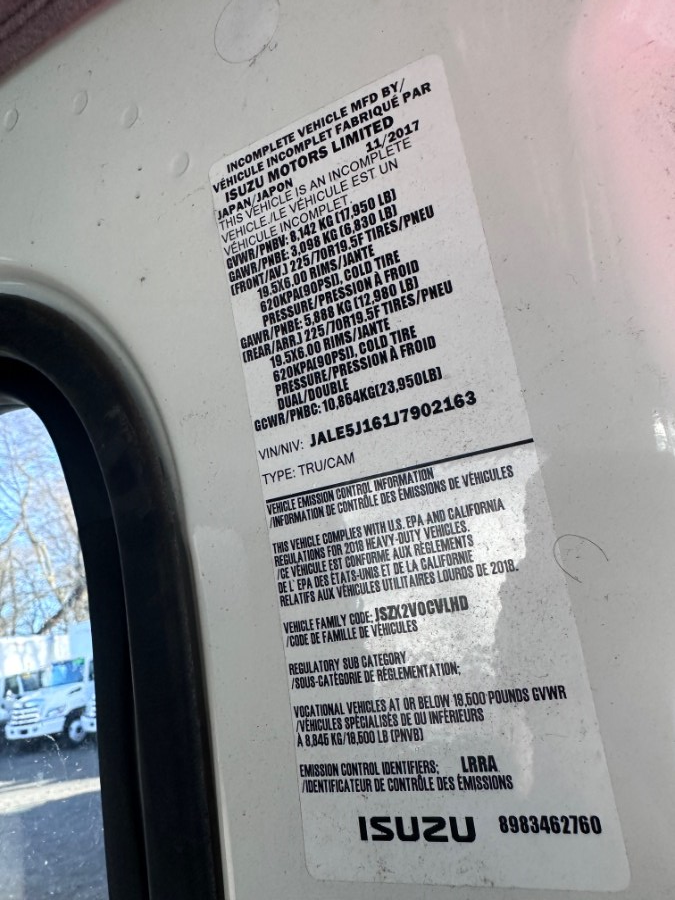 INCOMPLETE VEHICLE MFD BY/
VÉHICULE INCOMPLET FABRIQUÉ PAR
ISUZU MOTORS LIMITED
JAPAN/JAPON 11/2017
THIS VEHICLE IS AN INCOMPLETE
VEHICLE./LE VÉHICULE EST UN
VÉHICULE INCOMPLET.
GVWR/PNBV: 8,142 KG (17,950 LB)
GAWR/PNBE: 3,098 KG (6,830 LB)
(FRONT/AV.) 225/70R19.5F TIRES/PNEU
19.5X6.00 RIMS/JANTE
620KPA(90PSI), COLD TIRE
PRESSURE/PRESSION À FROID
GAWR/PNBE: 5,888 KG (12,980 LB)
(REAR/ARR.) 225/70R19.5F TIRES/PNEU
19.5X6.00 RIMS/JANTE
620KPA(90PSI), COLD TIRE
PRESSURE/PRESSION À FROID
DUAL/DOUBLE
GCWR/PNBC: 10,864KG(23,950LB)
VIN/NIV: JALE5J161J7902163
TYPE: TRU/CAM
VEHICLE EMISSION CONTROL INFORMATION
/INFORMATION DE CONTRÔLE DES ÉMISSIONS DE VÉHICULES
THIS VEHICLE COMPLIES WITH U.S. EPA AND CALIFORNIA
REGULATIONS FOR 2018 HEAVY-DUTY VEHICLES.
/CE VÉHICULE EST CONFORME AUX RÈGLEMENTS
DE L' EPA DES ÉTATS-UNIS ET DE LA CALIFORNIE
RELATIFS AUX VÉHICULES UTILITAIRES LOURDS DE 2018.
VEHICLE FAMILY CODE: JSZX2VOCVLHD
/CODE DE FAMILLE DE VÉHICULES
REGULATORY SUB CATEGORY
/SOUS-CATÉGORIE DE RÉGLEMENTATION;
VOCATIONAL VEHICLES AT OR BELOW 19,500 POUNDS GVWR
/VÉHICULES SPÉCIALISÉS DE OU INFÉRIEURS
À 8,845 KG/19,500 LB (PNVB)
EMISSION CONTROL IDENTIFIERS; LRRA
/IDENTIFICATEUR DE CONTRÔLE DES ÉMISSIONS
ISUZU 8983462760